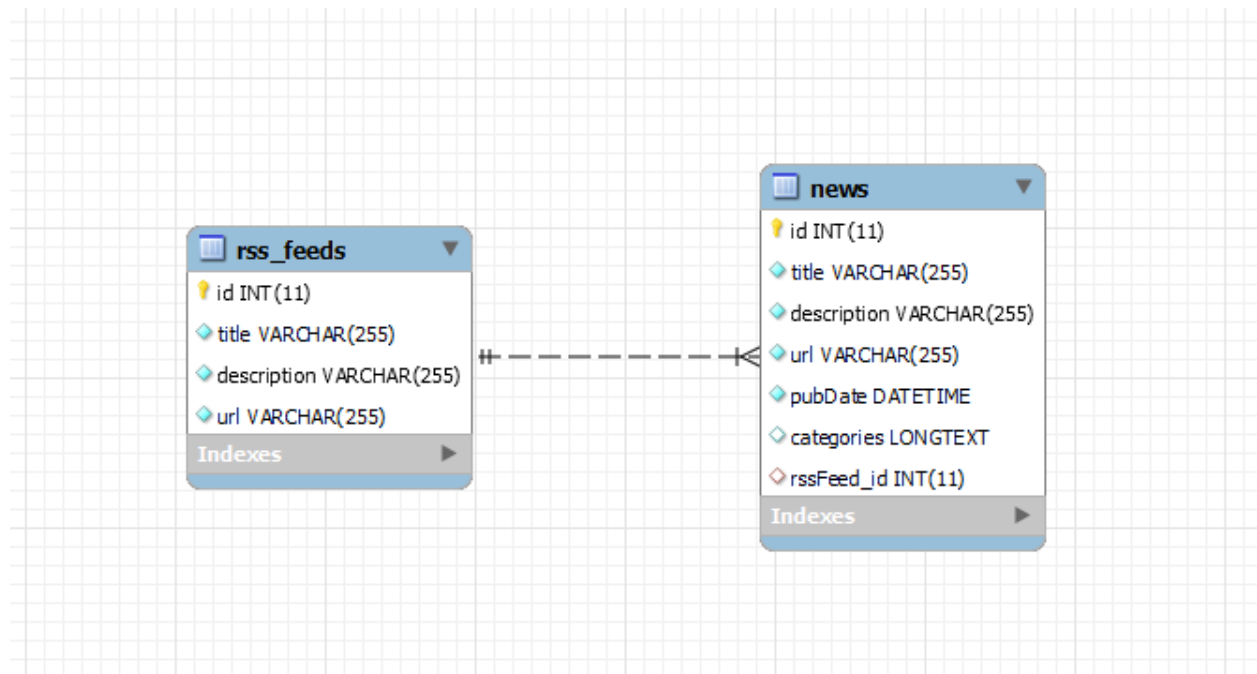 rss_feeds
id INT(11)
title VARCHAR(255)
description VARCHAR(255)
url VARCHAR(255)
Indexes
news
id INT(11)
title VARCHAR(255)
description VARCHAR(255)
url VARCHAR(255)
pubDate DATETIME
categories LONGTEXT
rssFeed_id INT(11)
Indexes